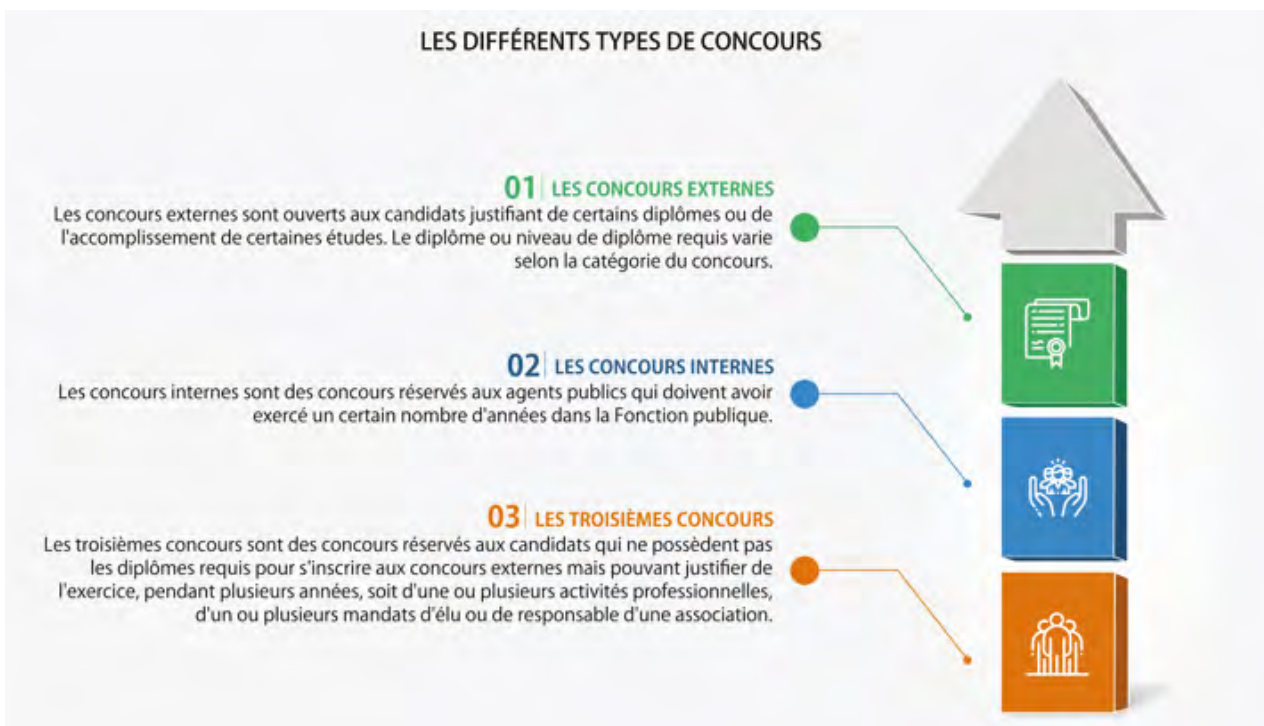 LES DIFFÉRENTS TYPES DE CONCOURS
01 LES CONCOURS EXTERNES
Les concours externes sont ouverts aux candidats justifiant de certains diplômes ou de
l'accomplissement de certaines études. Le diplôme ou niveau de diplôme requis varie
selon la catégorie du concours.
02 LES CONCOURS INTERNES
Les concours internes sont des concours réservés aux agents publics qui doivent avoir
exercé un certain nombre d'années dans la Fonction publique.
03 LES TROISIÈMES CONCOURS
Les troisièmes concours sont des concours réservés aux candidats qui ne possèdent pas
les diplômes requis pour s'inscrire aux concours externes mais pouvant justifier de
l'exercice, pendant plusieurs années, soit d'une ou plusieurs activités professionnelles,
d'un ou plusieurs mandats d'élu ou de responsable d'une association.